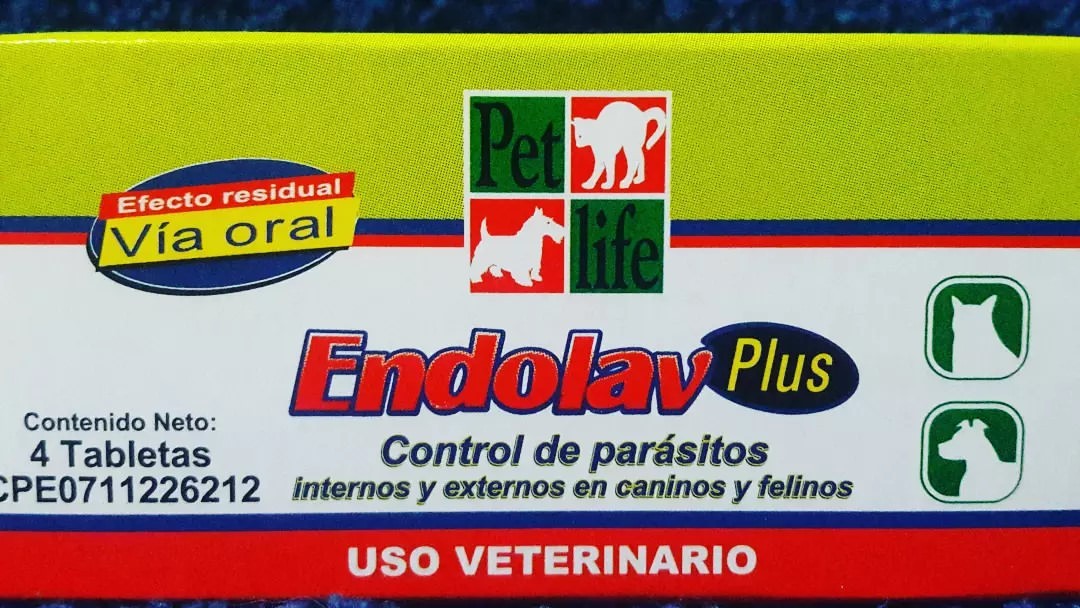 Pet
life
Efecto residual
Vía oral
Endolav Plus
Contenido Neto:
4 Tabletas
CPE0711226212
Control de parásitos
internos y externos en caninos y felinos
USO VETERINARIO